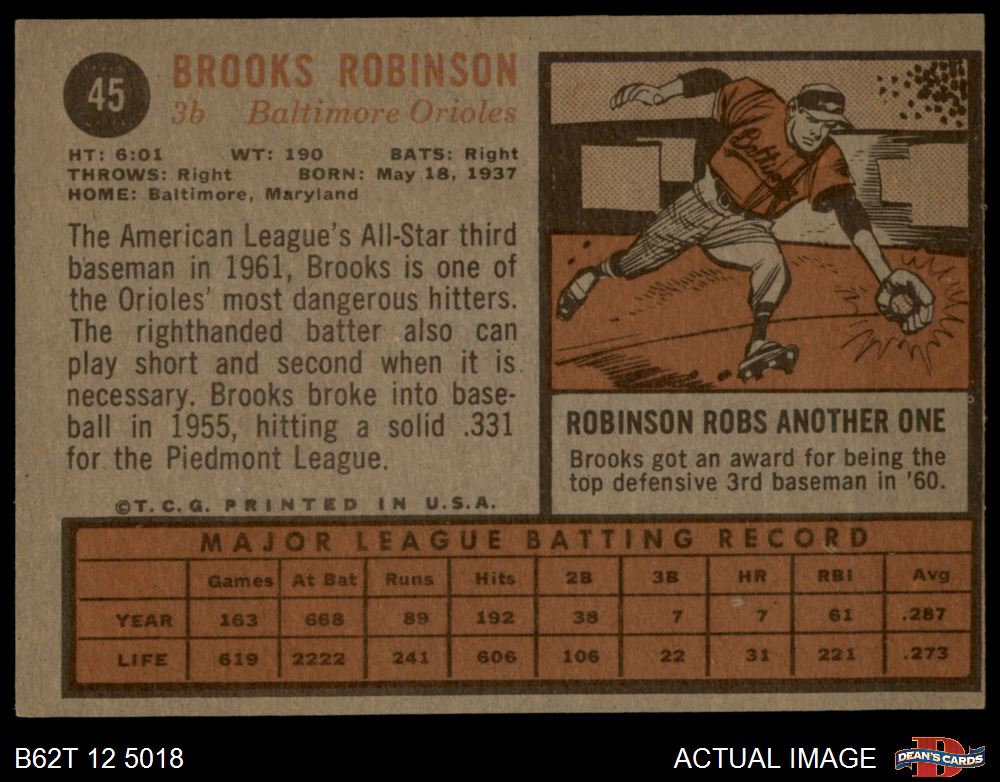 45
BROOKS ROBINSON
3b Baltimore Orioles
HT: 6:01 WT: 190 BATS: Right
THROWS: Right BORN: May 18, 1937
HOME: Baltimore, Maryland
The American League's All-Star third
baseman in 1961, Brooks is one of
the Orioles' most dangerous hitters.
The righthanded batter also can
play short and second when it is
necessary. Brooks broke into base-
ball in 1955, hitting a solid .331
for the Piedmont League.
©T.C.G. PRINTED IN U.S.A.
ROBINSON ROBS ANOTHER ONE
Brooks got an award for being the
top defensive 3rd baseman in '60.
MAJOR LEAGUE BATTING RECORD
Games At Bat Runs Hits 2B 3B HR RBI Avg
YEAR 163 668 89 192 38 7 7 61 .287
LIFE 619 2222 241 606 106 22 31 221 .273
B62T 12 5018
ACTUAL IMAGE
D
DEAN'S CARDS